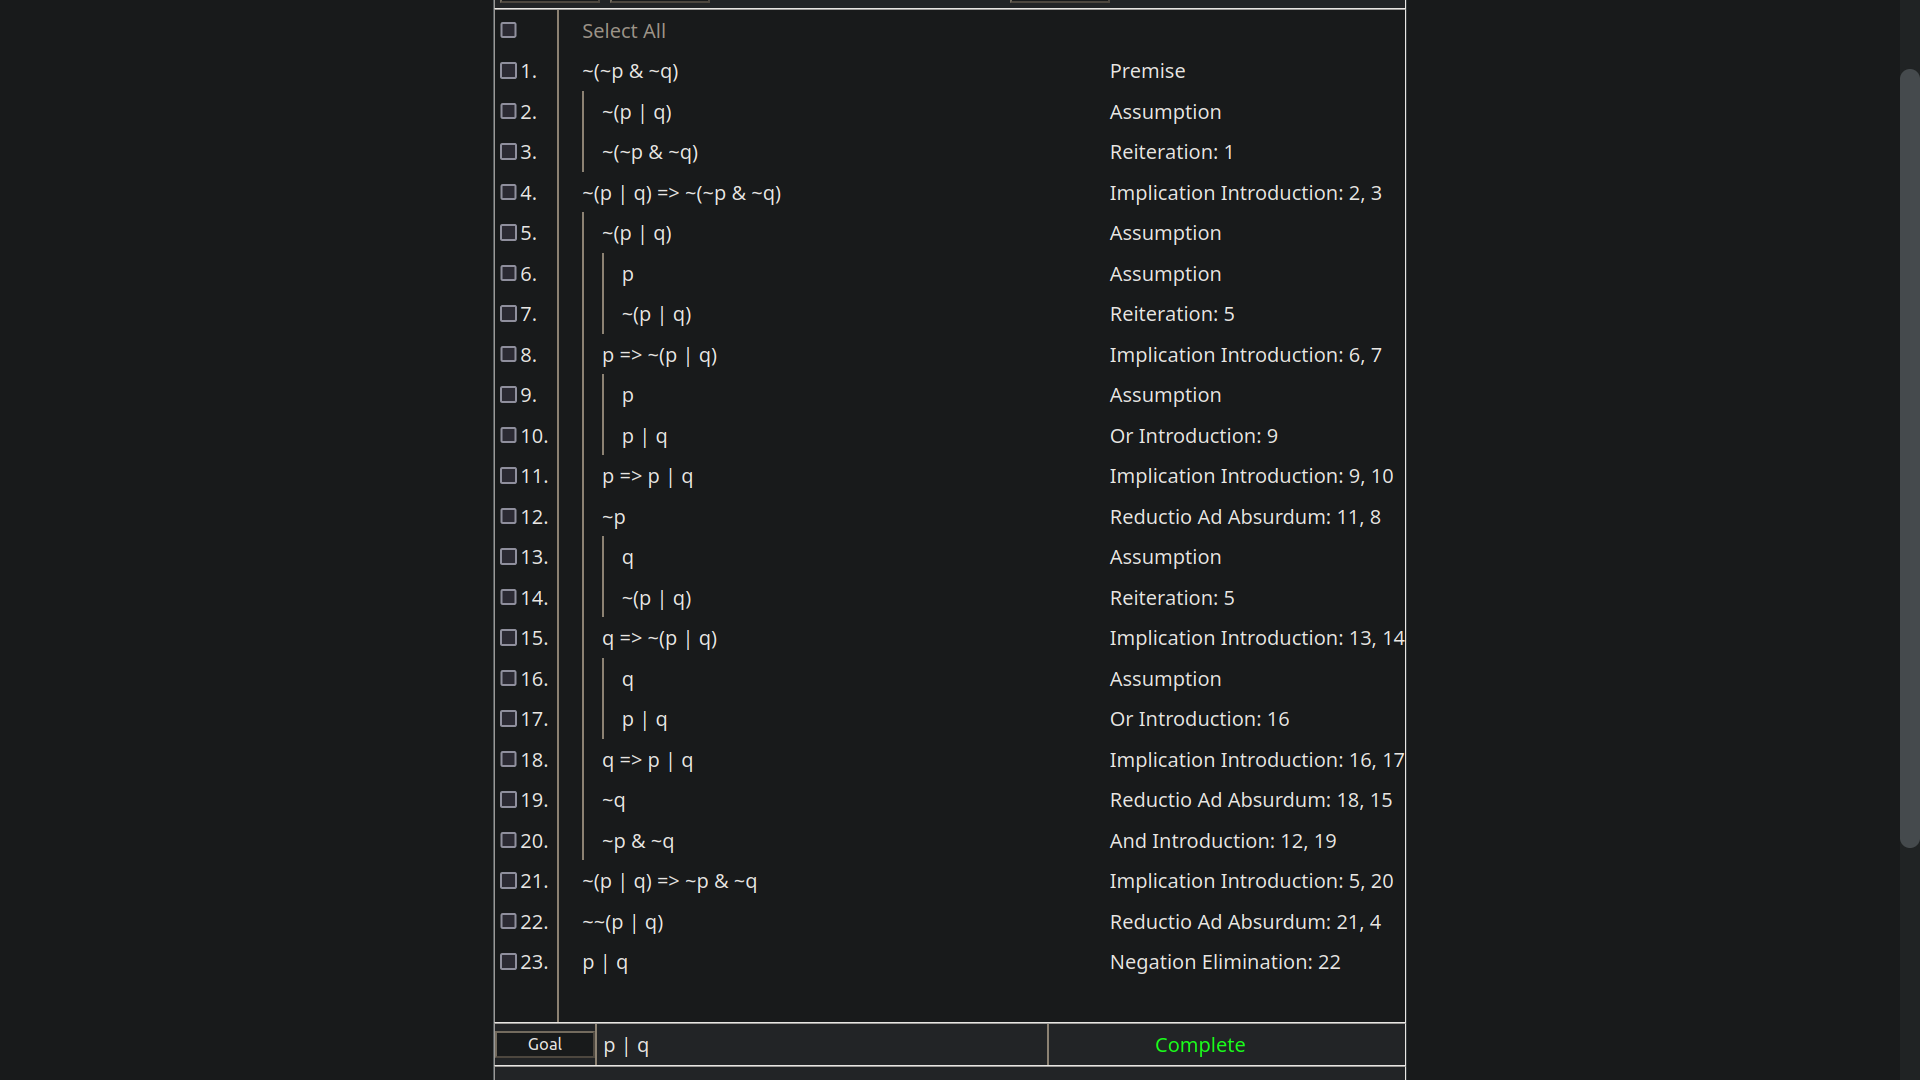 Select All
1. ~(~p & ~q) Premise
2. ~(p | q) Assumption
3. ~(~p & ~q) Reiteration: 1
4. ~(p | q) => ~(~p & ~q) Implication Introduction: 2, 3
5. ~(p | q) Assumption
6. p Assumption
7. ~(p | q) Reiteration: 5
8. p => ~(p | q) Implication Introduction: 6, 7
9. p Assumption
10. p | q Or Introduction: 9
11. p => p | q Implication Introduction: 9, 10
12. ~p Reductio Ad Absurdum: 11, 8
13. q Assumption
14. ~(p | q) Reiteration: 5
15. q => ~(p | q) Implication Introduction: 13, 14
16. q Assumption
17. p | q Or Introduction: 16
18. q => p | q Implication Introduction: 16, 17
19. ~q Reductio Ad Absurdum: 18, 15
20. ~p & ~q And Introduction: 12, 19
21. ~(p | q) => ~p & ~q Implication Introduction: 5, 20
22. ~~(p | q) Reductio Ad Absurdum: 21, 4
23. p | q Negation Elimination: 22
Goal p | q Complete